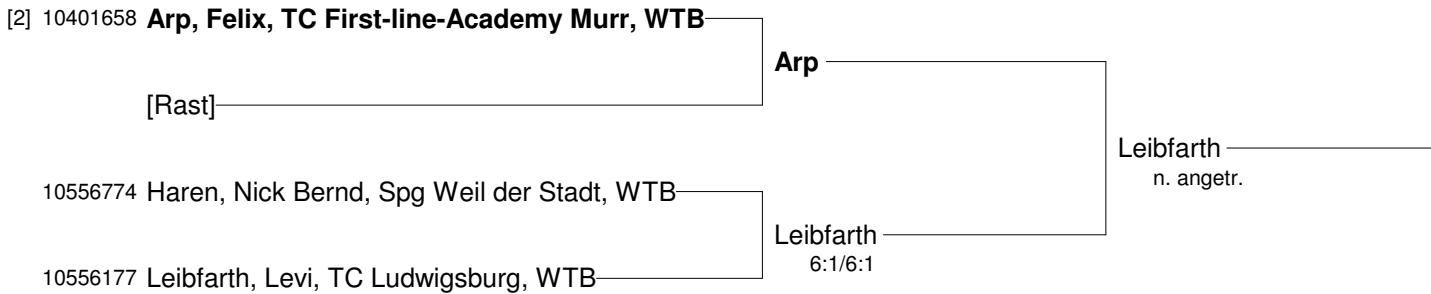 [2] 10401658 Arp, Felix, TC First-line-Academy Murr, WTB
Arp
[Rast]
Leibfarth
n. angetr.
10556774 Haren, Nick Bernd, Spg Weil der Stadt, WTB
Leibfarth
6:1/6:1
10556177 Leibfarth, Levi, TC Ludwigsburg, WTB